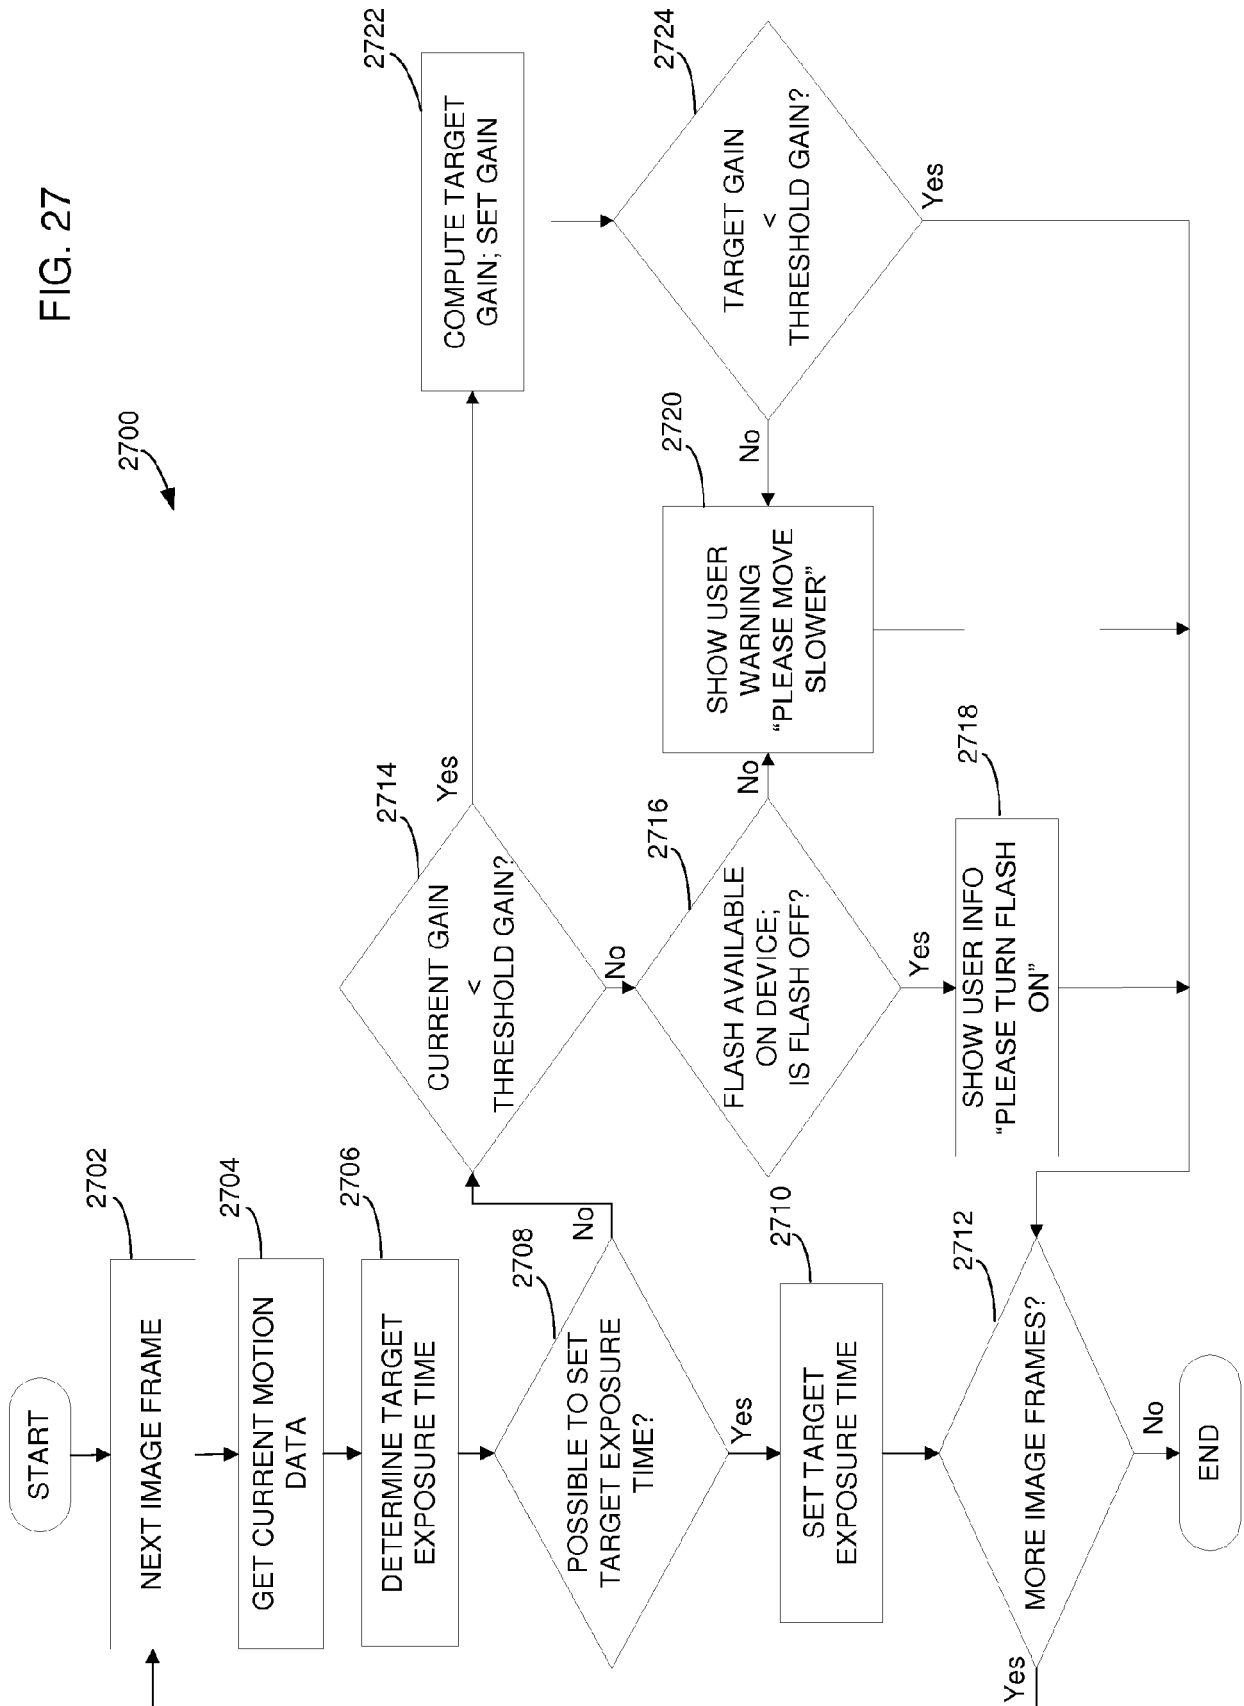 FIG. 27
2700
START
NEXT IMAGE FRAME
2702
GET CURRENT MOTION
DATA
2704
DETERMINE TARGET
EXPOSURE TIME
2706
POSSIBLE TO SET
TARGET EXPOSURE
TIME?
2708
No
Yes
SET TARGET
EXPOSURE TIME
2710
MORE IMAGE FRAMES?
2712
Yes
No
END
CURRENT GAIN
<
THRESHOLD GAIN?
2714
Yes
No
FLASH AVAILABLE
ON DEVICE;
IS FLASH OFF?
2716
No
Yes
SHOW USER INFO
“PLEASE TURN FLASH
ON”
2718
SHOW USER
WARNING
“PLEASE MOVE
SLOWER”
2720
COMPUTE TARGET
GAIN; SET GAIN
2722
TARGET GAIN
<
THRESHOLD GAIN?
2724
No
Yes